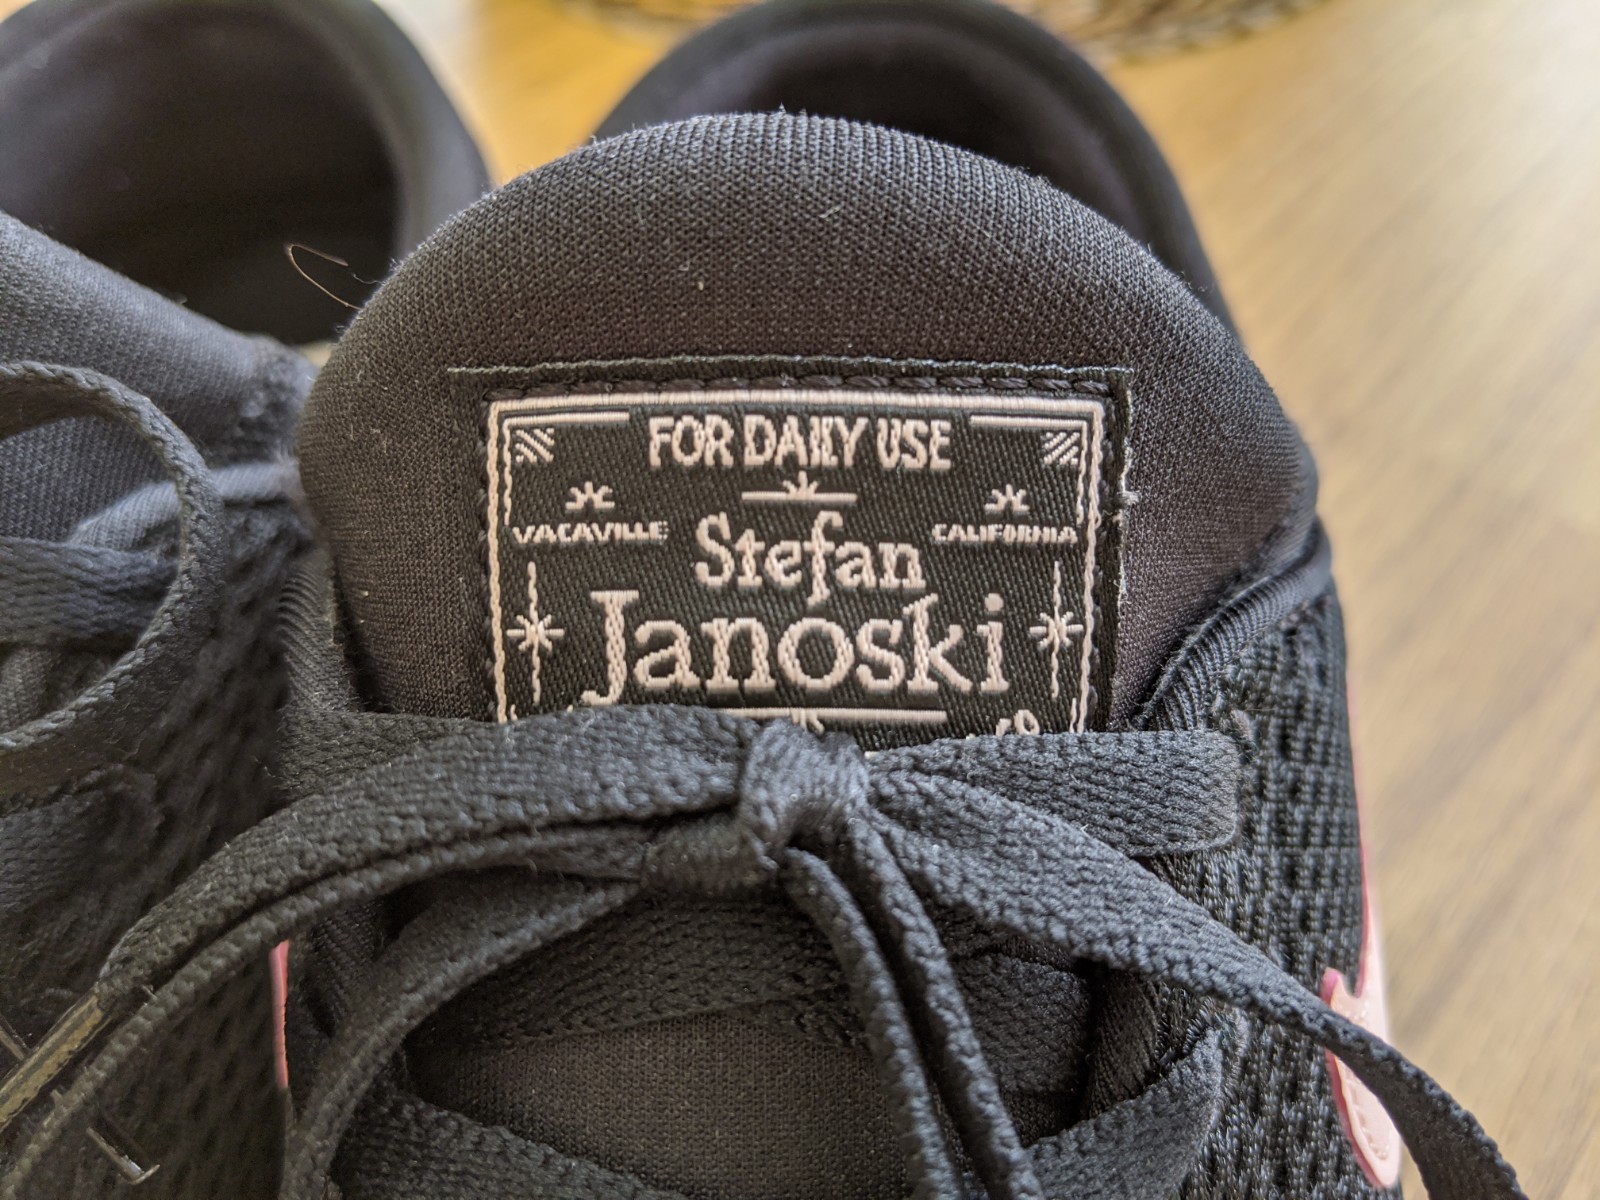 FOR DAILY USE
VACAVILLE CALIFORNIA
Stefan
Janoski